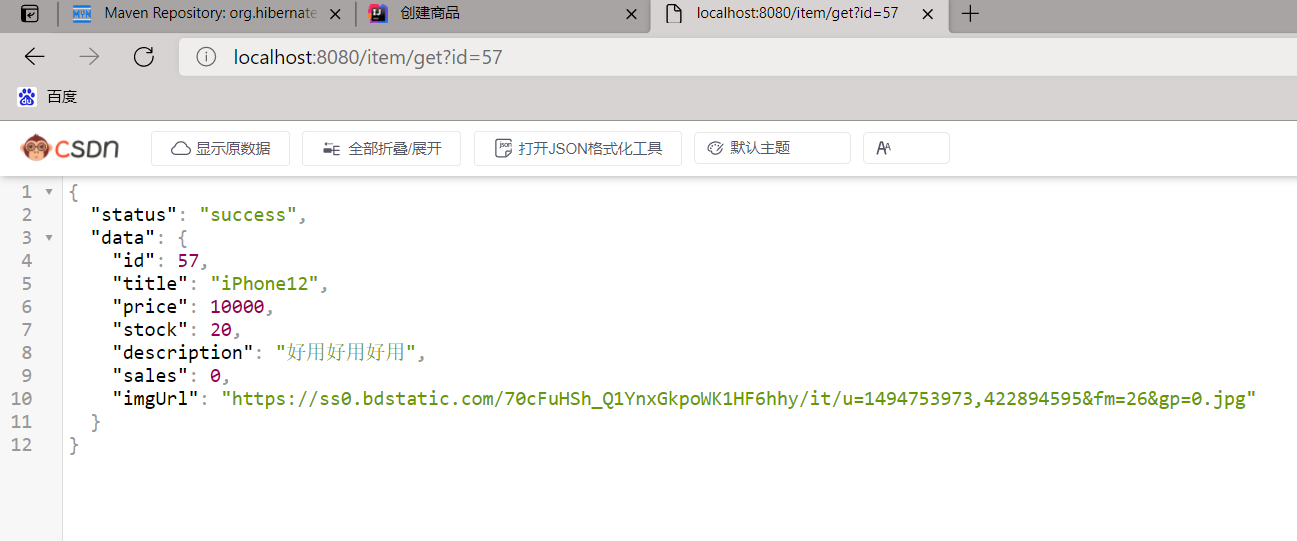 Maven Repository: org.hibernate
创建商品
localhost:8080/item/get?id=57
localhost:8080/item/get?id=57
百度
CSDN 显示原数据 全部折叠/展开 打开JSON格式化工具 默认主题 AA
1 {
2 "status": "success",
3 "data": {
4 "id": 57,
5 "title": "iPhone12",
6 "price": 10000,
7 "stock": 20,
8 "description": "好用好用好用",
9 "sales": 0,
10 "imgUrl": "https://ss0.bdstatic.com/70cFuHSh_Q1YnxGkpoWK1HF6hhy/it/u=1494753973,422894595&fm=26&gp=0.jpg"
11 }
12 }